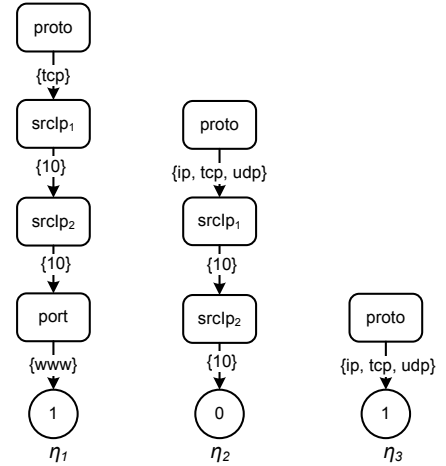 proto
{tcp}
srcIp1
{10}
srcIp2
{10}
port
{www}
1
η1
proto
{ip, tcp, udp}
srcIp1
{10}
srcIp2
{10}
0
η2
proto
{ip, tcp, udp}
1
η3